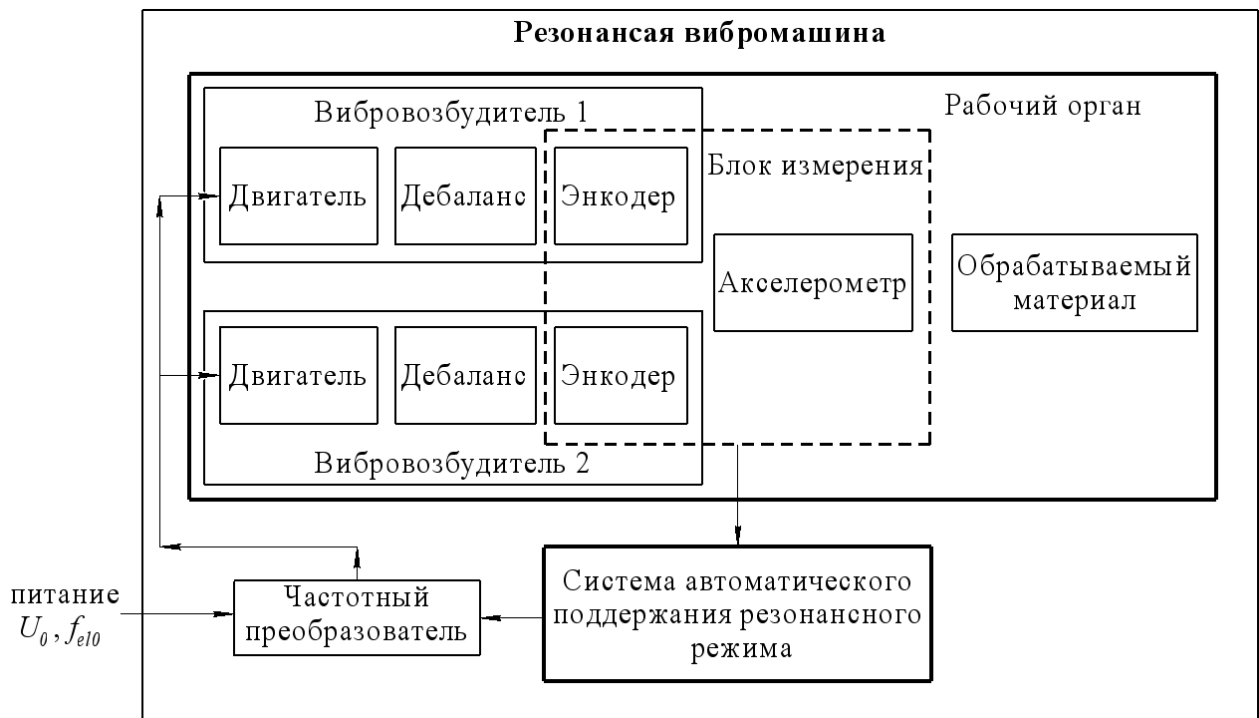 Резонансая вибромашина
Рабочий орган
Вибровозбудитель 1
Двигатель
Дебаланс
Энкодер
Блок измерения
Акселерометр
Обрабатываемый
материал
Двигатель
Дебаланс
Энкодер
Вибровозбудитель 2
питание
U₀, fₑₗ₀
Частотный
преобразователь
Система автоматического
поддержания резонансного
режима